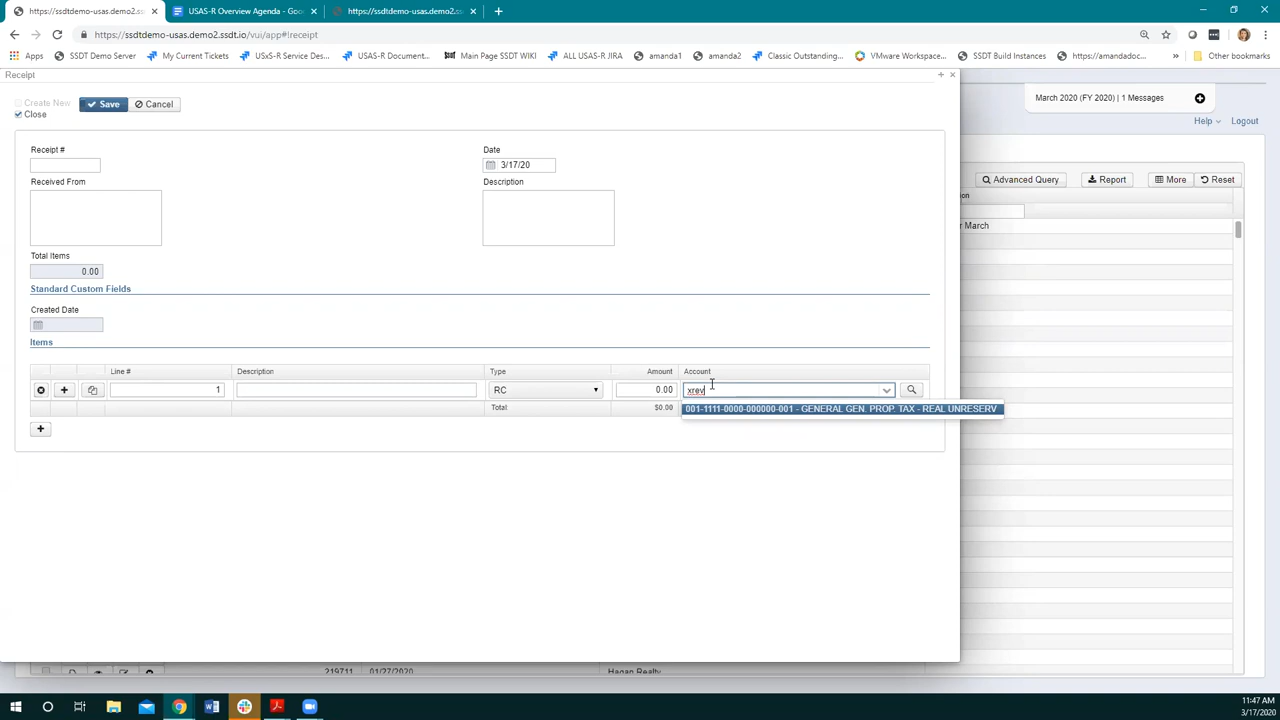 https://ssdtdemo-usas.demo2.ssdt.io
USAS-R Overview Agenda - Goo
https://ssdtdemo-usas.demo2.ssdt.i
https://ssdtdemo-usas.demo2.ssdt.io/vui/app#!receipt
Apps SSDT Demo Server My Current Tickets USxS-R Service Des... USAS-R Document... Main Page SSDT WIKI ALL USAS-R JIRA amanda1 amanda2 Classic Outstanding... VMware Workspace... SSDT Build Instances https://amandadoc... » Other bookmarks
Receipt
March 2020 (FY 2020) | 1 Messages
Create New
Save
Cancel
Close
Help
Logout
Receipt #
Date
3/17/20
Received From
Description
Advanced Query
Report
More
Reset
ion
r March
Total Items
0.00
Standard Custom Fields
Created Date
Items
Line # Description Type Amount Account
1 RC 0.00 xrev
Total $0.00
001-1111-0000-000000-001 - GENERAL GEN. PROP. TAX - REAL UNRESERV
219711 01/27/2020 Hagan Realty
11:47 AM
3/17/2020